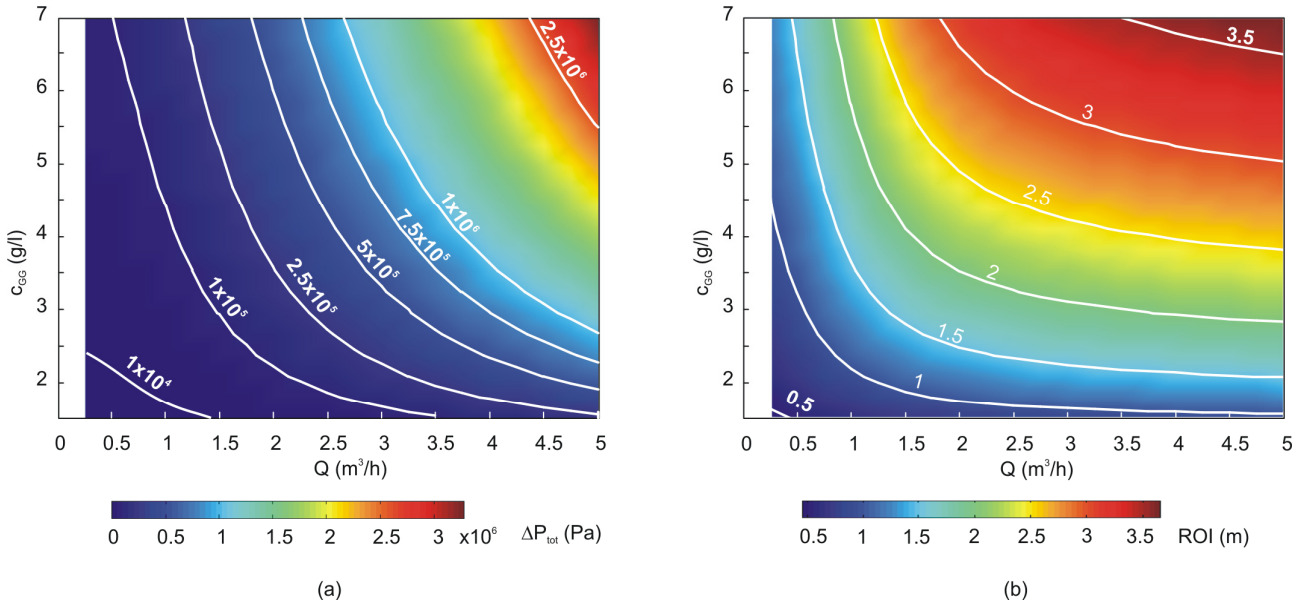 7
6
5
4
3
2
c_GG (g/l)
1x10⁴
1x10⁵
2.5x10⁵
5x10⁵
7.5x10⁵
1x10⁶
2.5x10⁶
0 0.5 1 1.5 2 2.5 3 3.5 4 4.5 5
Q (m³/h)
0 0.5 1 1.5 2 2.5 3 x10⁶ ΔP_tot (Pa)
(a)
7
6
5
4
3
2
c_GG (g/l)
0.5
1
1.5
2
2.5
3
3.5
0 0.5 1 1.5 2 2.5 3 3.5 4 4.5 5
Q (m³/h)
0.5 1 1.5 2 2.5 3 3.5 ROI (m)
(b)